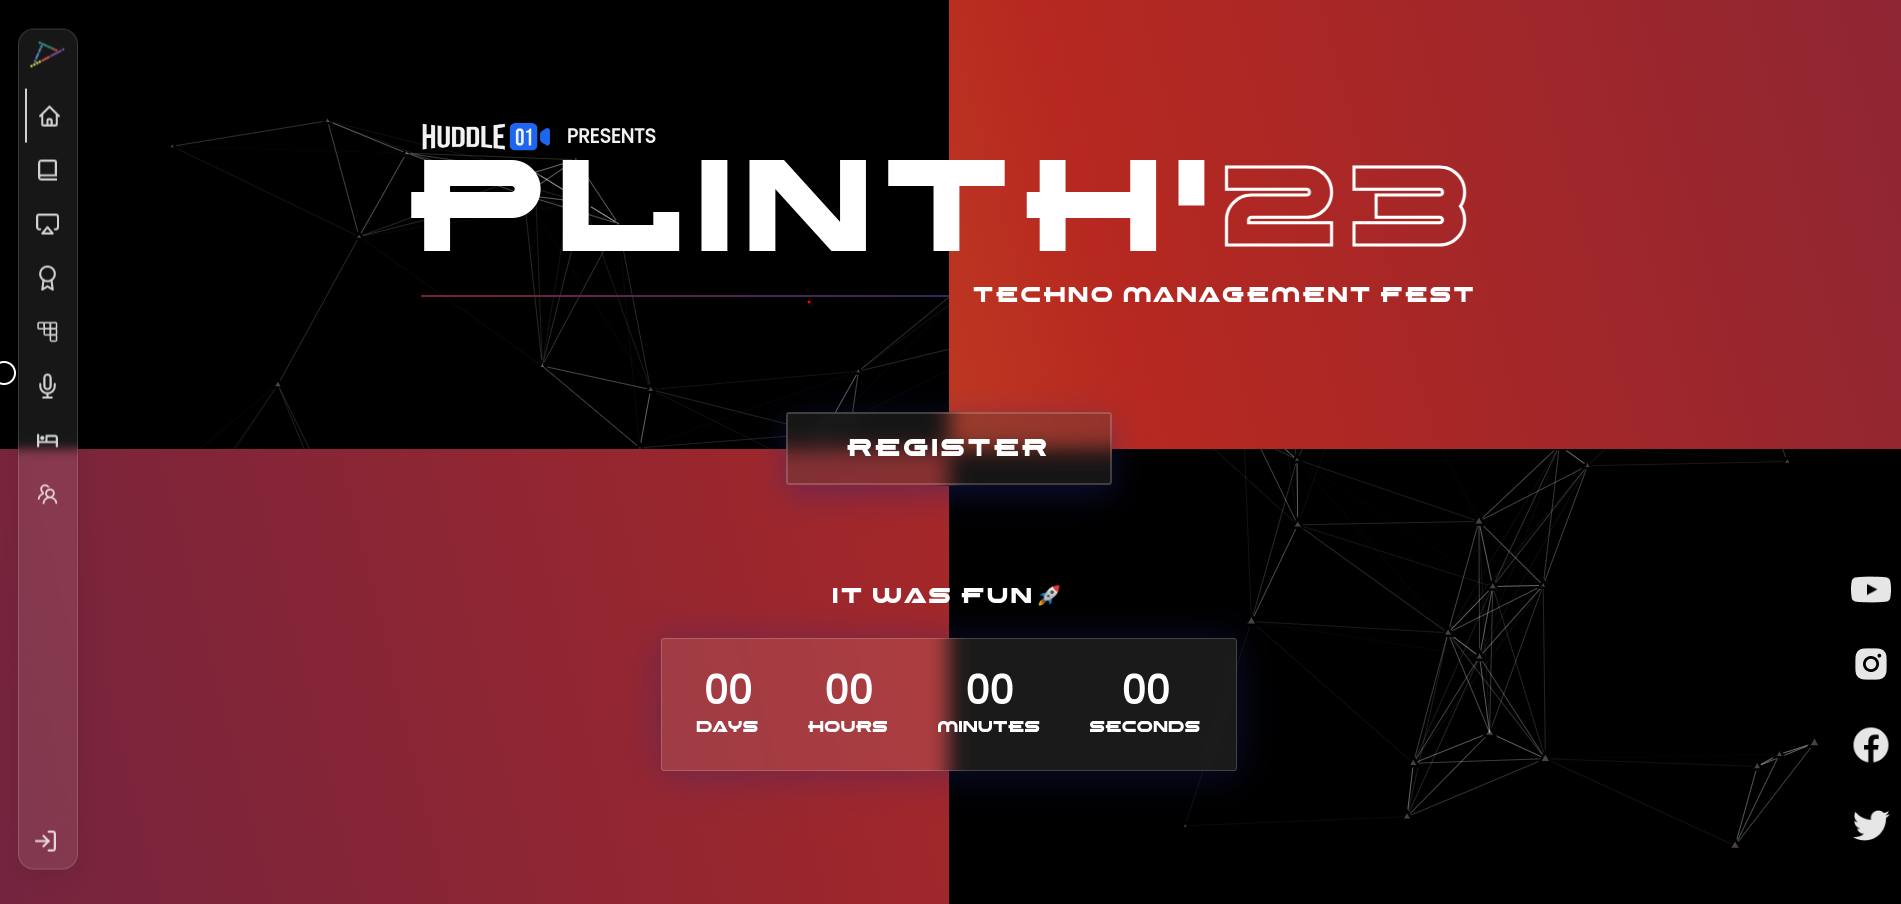 HUDDLE 01 PRESENTS
PLINTH'23
TECHNO MANAGEMENT FEST
REGISTER
IT WAS FUN 🚀
00 00 00 00
DAYS HOURS MINUTES SECONDS